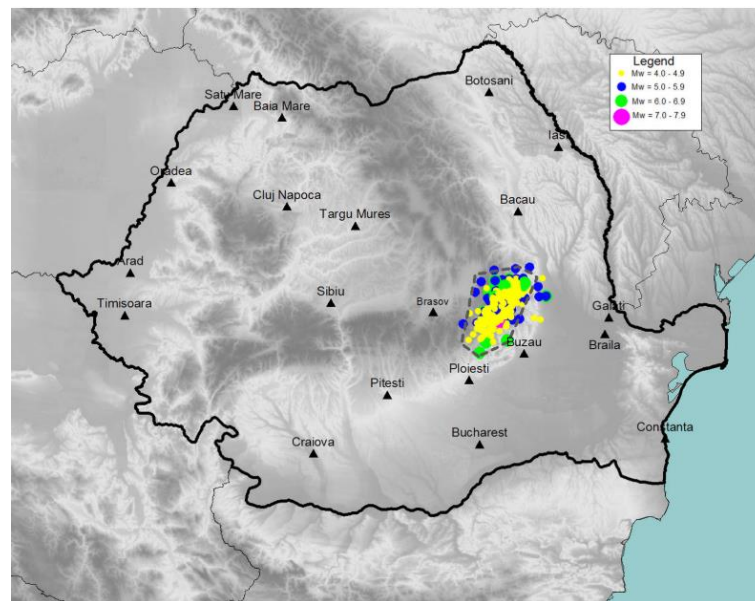 Legend
Mw = 4.0 - 4.9
Mw = 5.0 - 5.9
Mw = 6.0 - 6.9
Mw = 7.0 - 7.9
Botosani
Satu Mare
Baia Mare
Iasi
Oradea
Cluj Napoca
Bacau
Targu Mures
Arad
Sibiu
Brasov
Timisoara
Galati
Braila
Buzau
Ploiesti
Pitesti
Constanta
Craiova
Bucharest